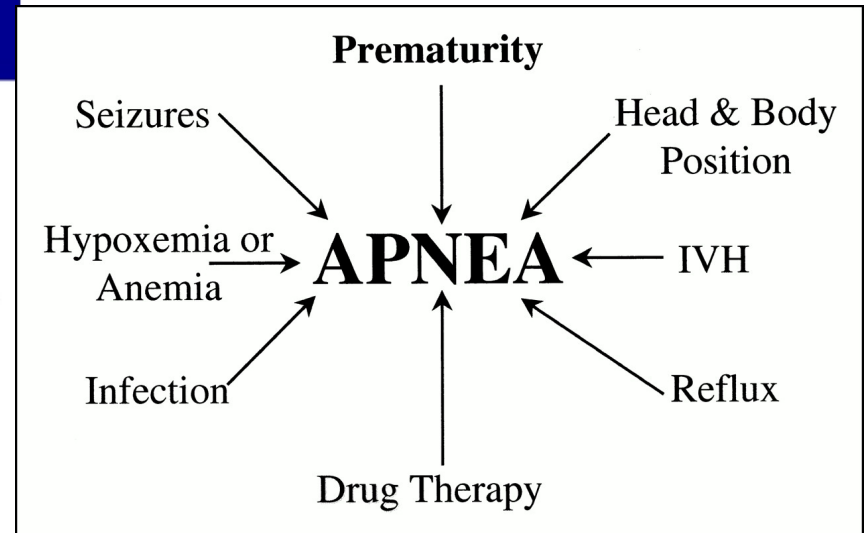 Prematurity
Seizures
Head & Body
Position
Hypoxemia or
Anemia
APNEA
IVH
Infection
Reflux
Drug Therapy